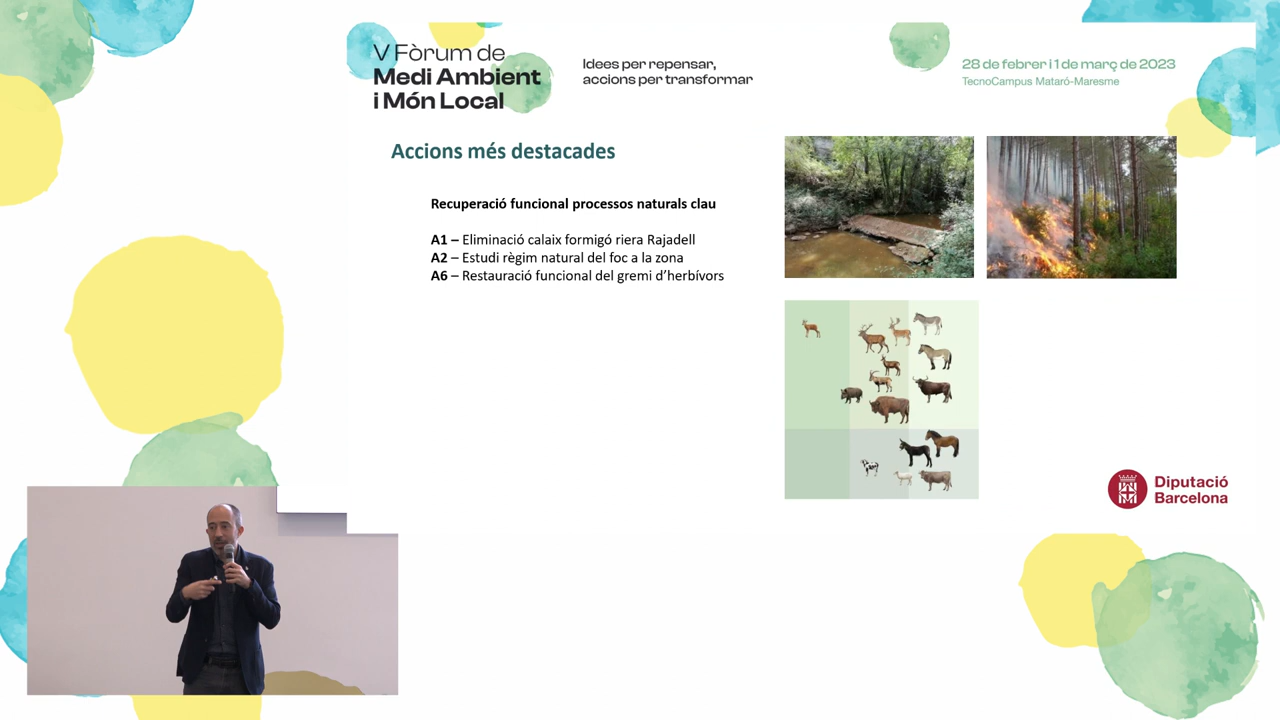 V Fòrum de
Medi Ambient
i Món Local
Idees per repensar,
accions per transformar
28 de febrer i 1 de març de 2023
TecnoCampus Mataró-Maresme
Accions més destacades
Recuperació funcional processos naturals clau
A1 – Eliminació calaix formigó riera Rajadell
A2 – Estudi règim natural del foc a la zona
A6 – Restauració funcional del gremi d'herbívors
Diputació
Barcelona